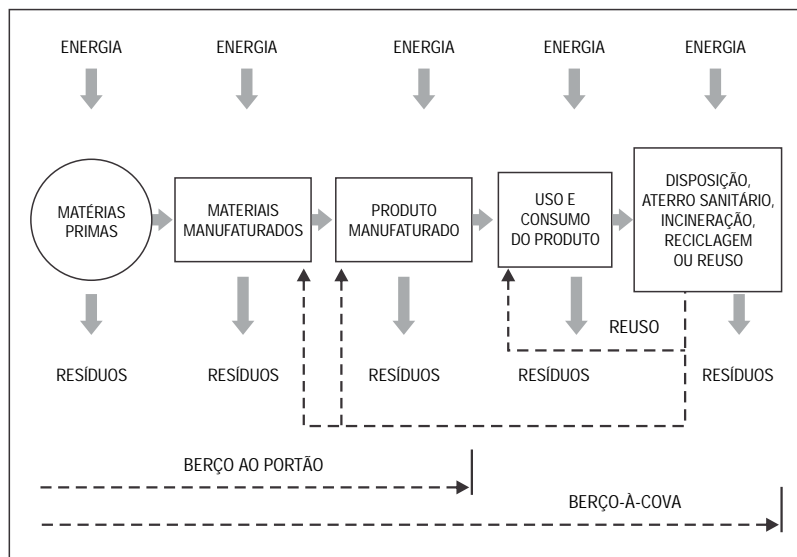 ENERGIA
ENERGIA
ENERGIA
ENERGIA
ENERGIA
MATÉRIAS
PRIMAS
MATERIAIS
MANUFATURADOS
PRODUTO
MANUFATURADO
USO E
CONSUMO
DO PRODUTO
DISPOSIÇÃO,
ATERRO SANITÁRIO,
INCINERAÇÃO,
RECICLAGEM
OU REUSO
REUSO
RESÍDUOS
RESÍDUOS
RESÍDUOS
RESÍDUOS
RESÍDUOS
BERÇO AO PORTÃO
BERÇO-À-COVA